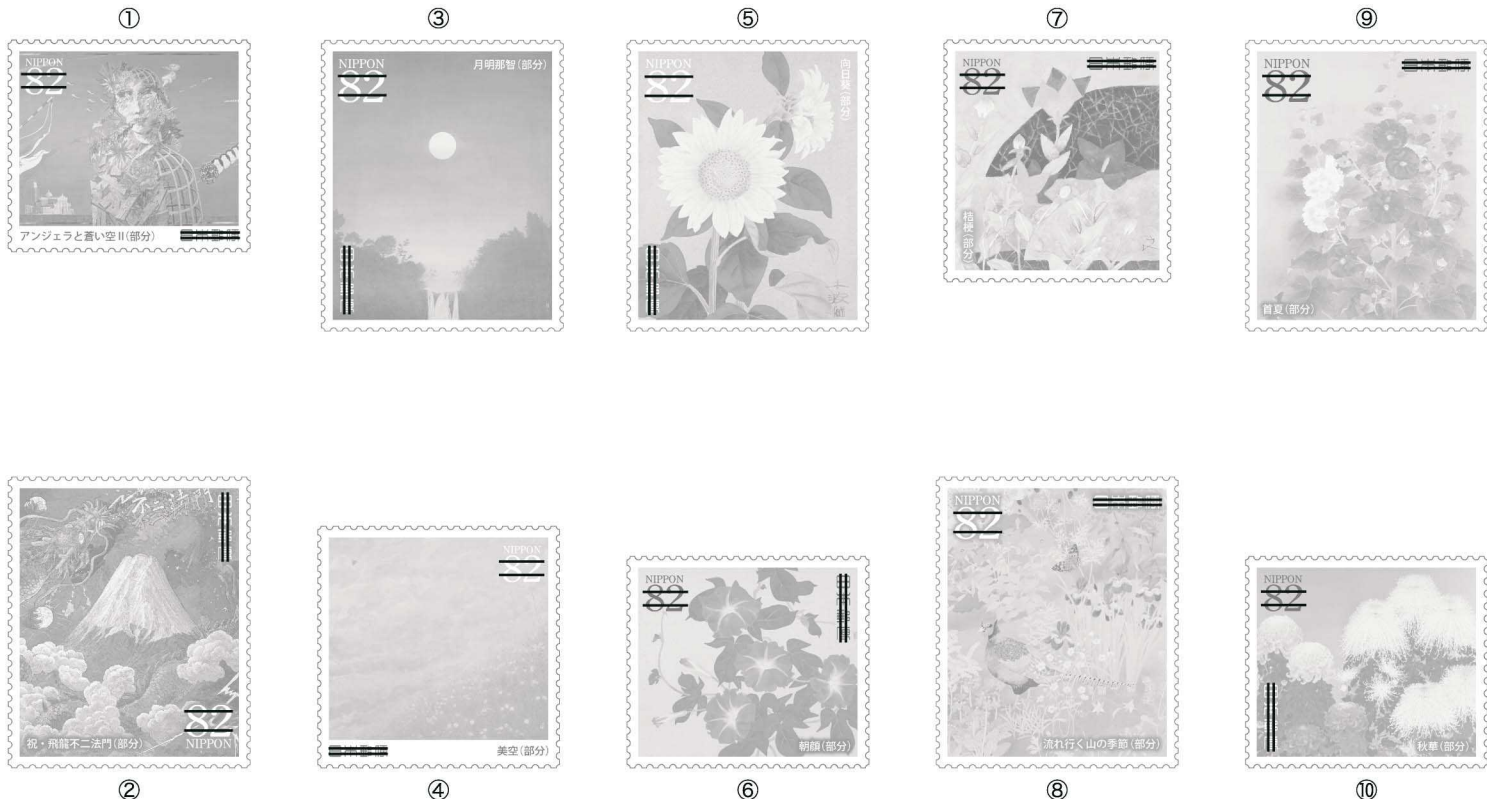 ①
③
⑤
⑦
⑨
NIPPON
82
アンジェラと蒼い空Ⅱ(部分)
NIPPON
82
月明那智(部分)
NIPPON
82
向日葵(部分)
NIPPON
82
桔梗(部分)
NIPPON
82
首夏(部分)
不二法門
82
NIPPON
祝・飛龍不二法門(部分)
NIPPON
82
美空(部分)
NIPPON
82
朝顔(部分)
NIPPON
82
流れ行く山の季節(部分)
NIPPON
82
秋華(部分)
②
④
⑥
⑧
⑩